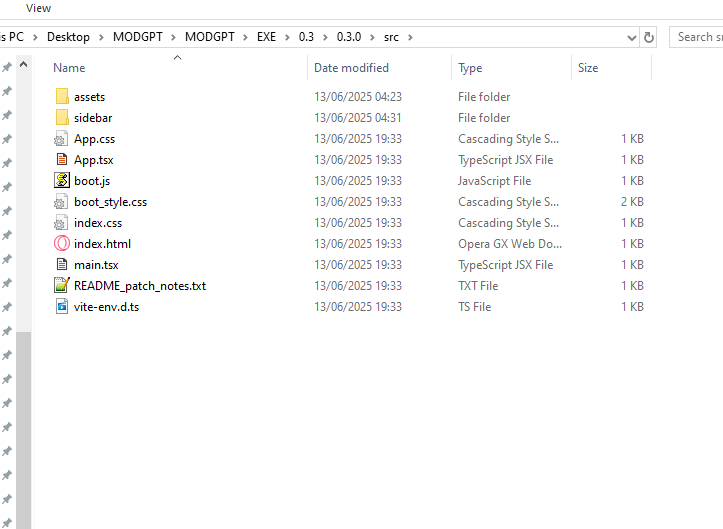 View
is PC > Desktop > MODGPT > MODGPT > EXE > 0.3 > 0.3.0 > src >
Search sr
Name Date modified Type Size
assets 13/06/2025 04:23 File folder
sidebar 13/06/2025 04:31 File folder
App.css 13/06/2025 19:33 Cascading Style S... 1 KB
App.tsx 13/06/2025 19:33 TypeScript JSX File 1 KB
boot.js 13/06/2025 19:33 JavaScript File 1 KB
boot_style.css 13/06/2025 19:33 Cascading Style S... 2 KB
index.css 13/06/2025 19:33 Cascading Style S... 1 KB
index.html 13/06/2025 19:33 Opera GX Web Do... 1 KB
main.tsx 13/06/2025 19:33 TypeScript JSX File 1 KB
README_patch_notes.txt 13/06/2025 19:33 TXT File 1 KB
vite-env.d.ts 13/06/2025 19:33 TS File 1 KB